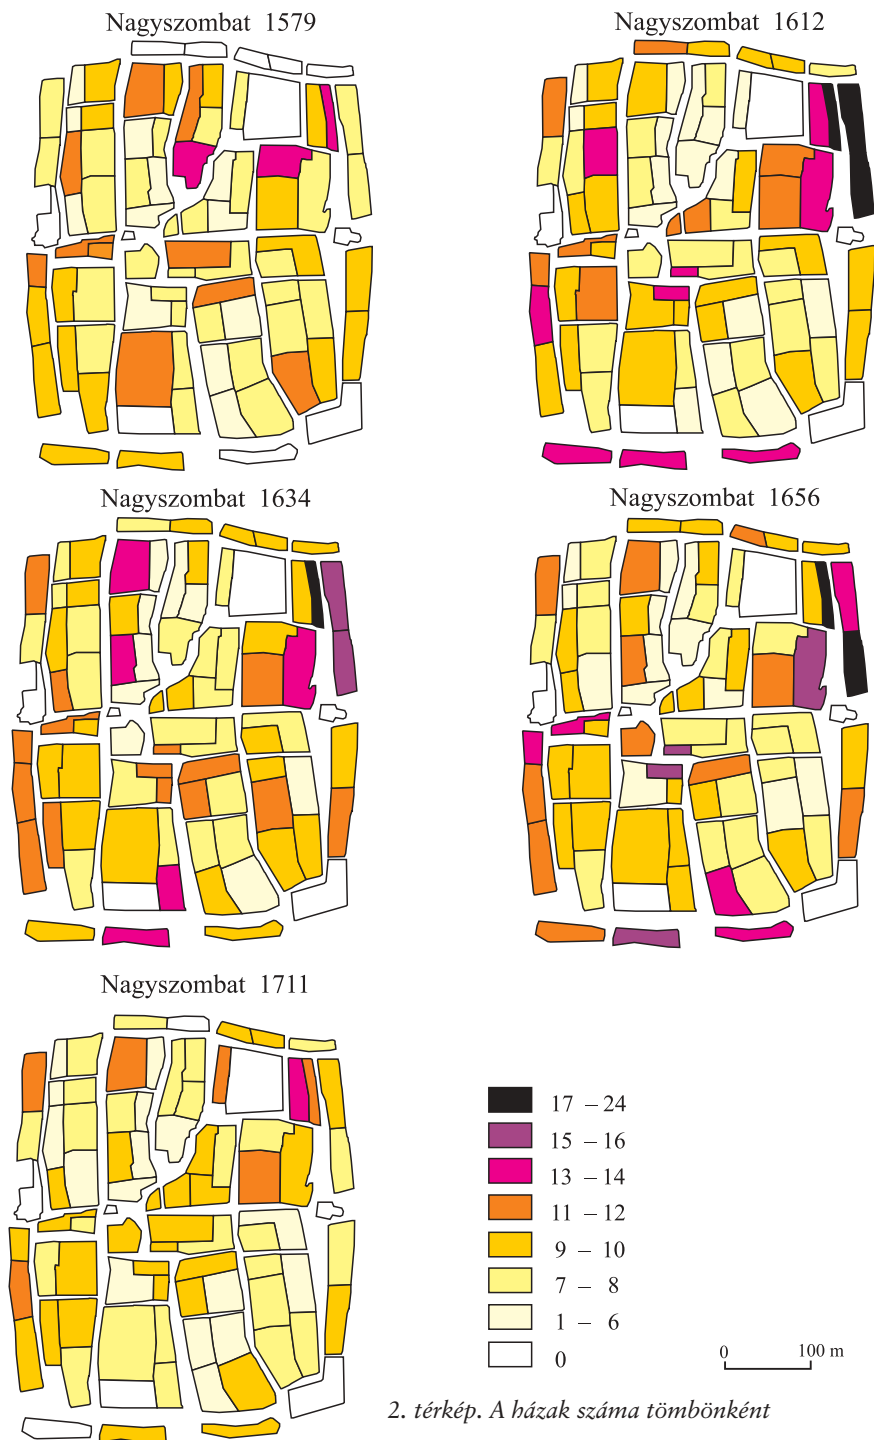 Nagyszombat 1579
Nagyszombat 1612
Nagyszombat 1634
Nagyszombat 1656
Nagyszombat 1711
17 – 24
15 – 16
13 – 14
11 – 12
9 – 10
7 – 8
1 – 6
0
0 100 m
2. térkép. A házak száma tömbönként